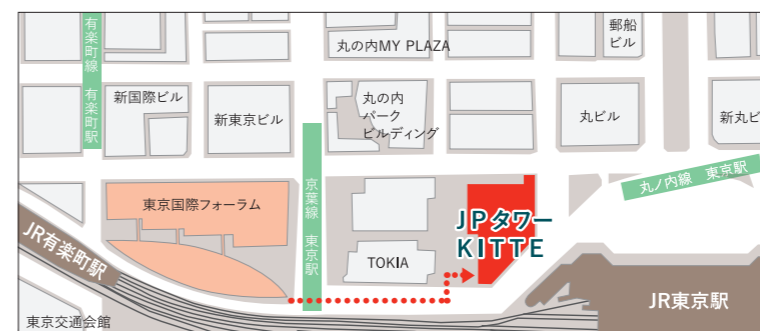 郵船
ビル
丸の内MY PLAZA
有楽町線 有楽町駅
新国際ビル
新東京ビル
丸の内
パーク
ビルディング
丸ビル
新丸ビ
丸ノ内線 東京駅
京葉線 東京駅
東京国際フォーラム
JPタワー
KITTE
JR有楽町駅
TOKIA
JR東京駅
東京交通会館